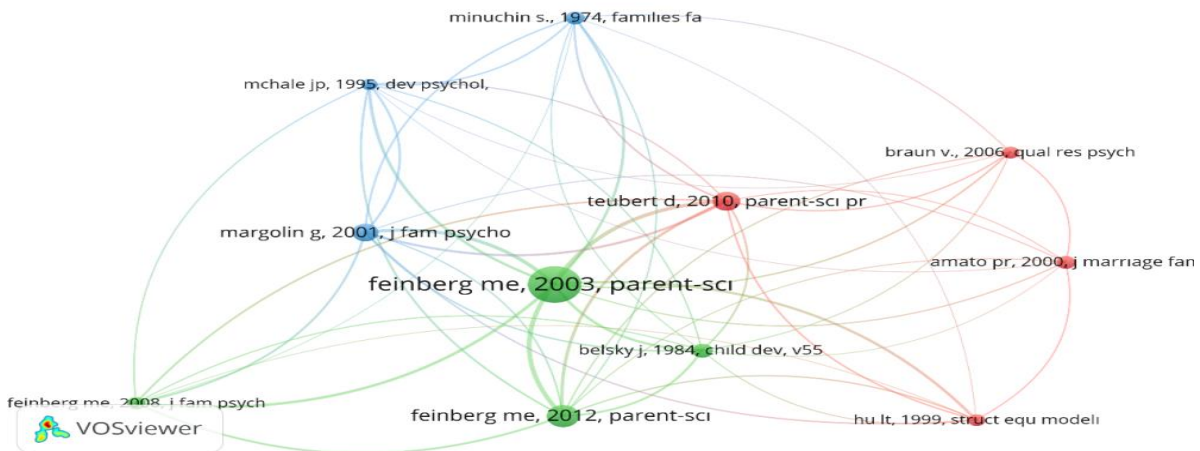 minuchin s., 1974, families fa
mchale jp, 1995, dev psychol,
braun v., 2006, qual res psych
teubert d, 2010, parent-sci pr
margolin g, 2001, j fam psycho
amato pr, 2000, j marriage fam
feinberg me, 2003, parent-sci
belsky j, 1984, child dev, v55
feinberg me, 2008, j fam psych
feinberg me, 2012, parent-sci
hu lt, 1999, struct equ modeli
VOSviewer